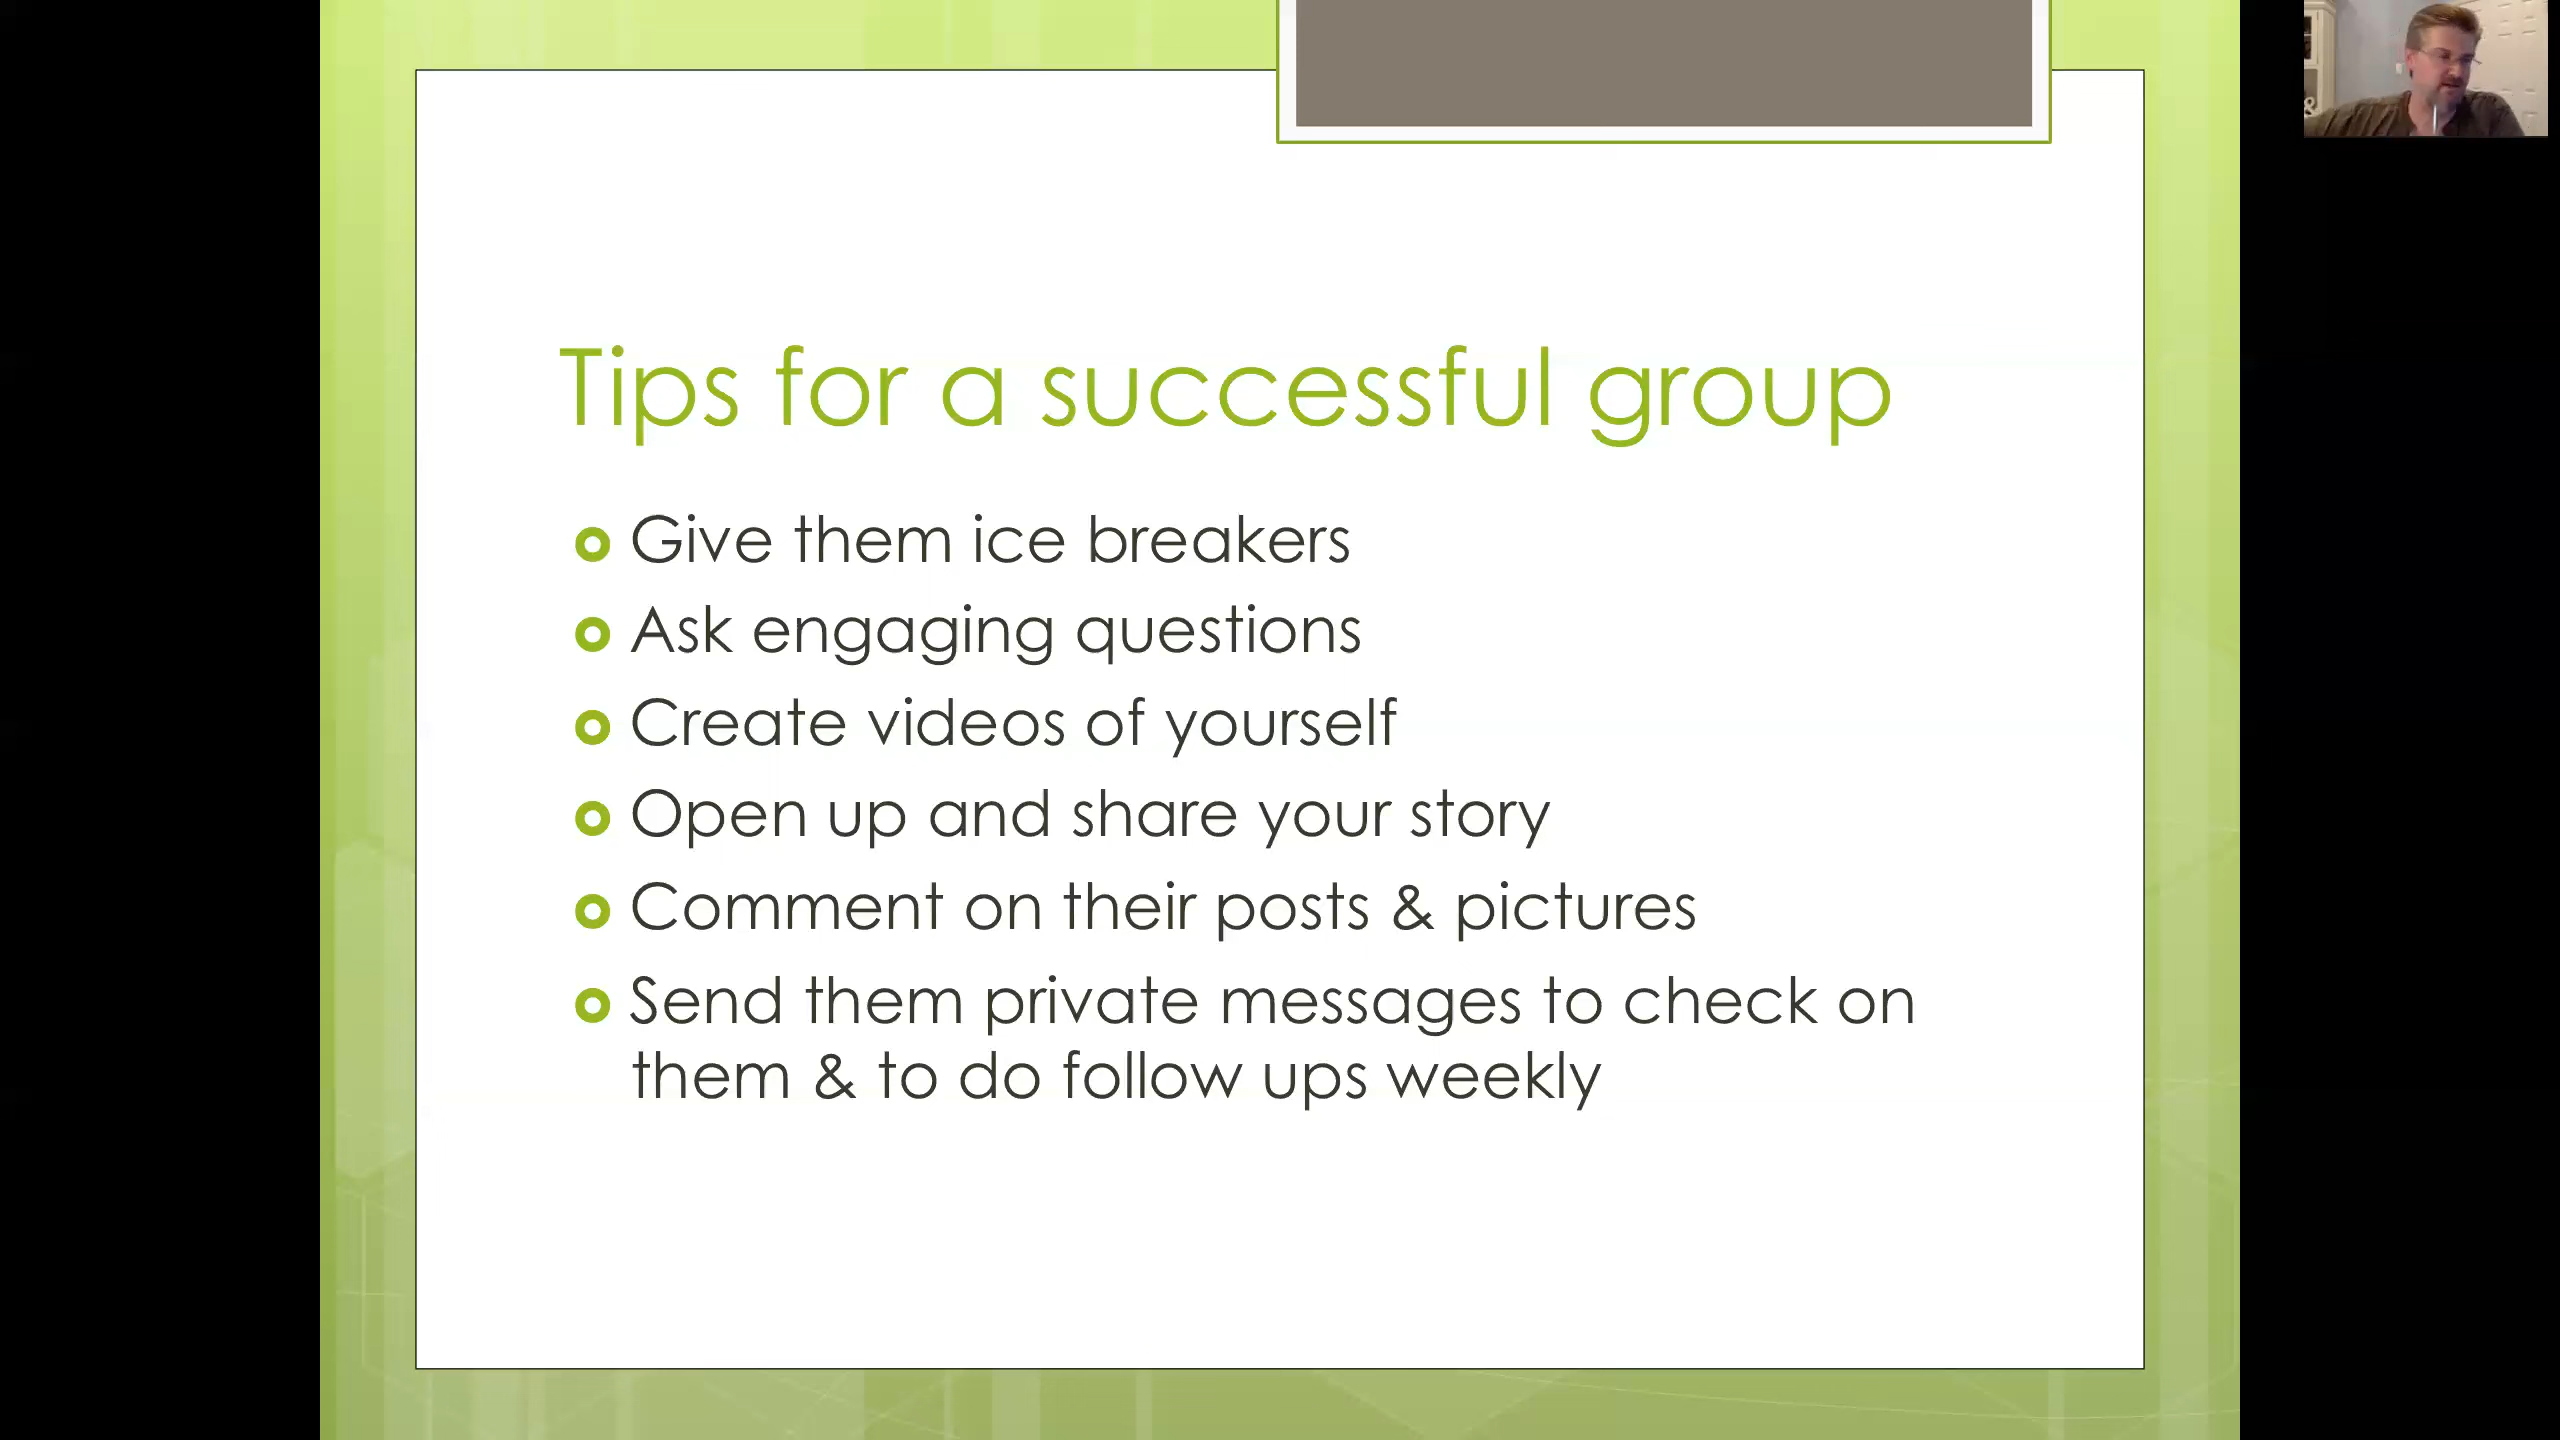 Tips for a successful group
Give them ice breakers
Ask engaging questions
Create videos of yourself
Open up and share your story
Comment on their posts & pictures
Send them private messages to check on
them & to do follow ups weekly